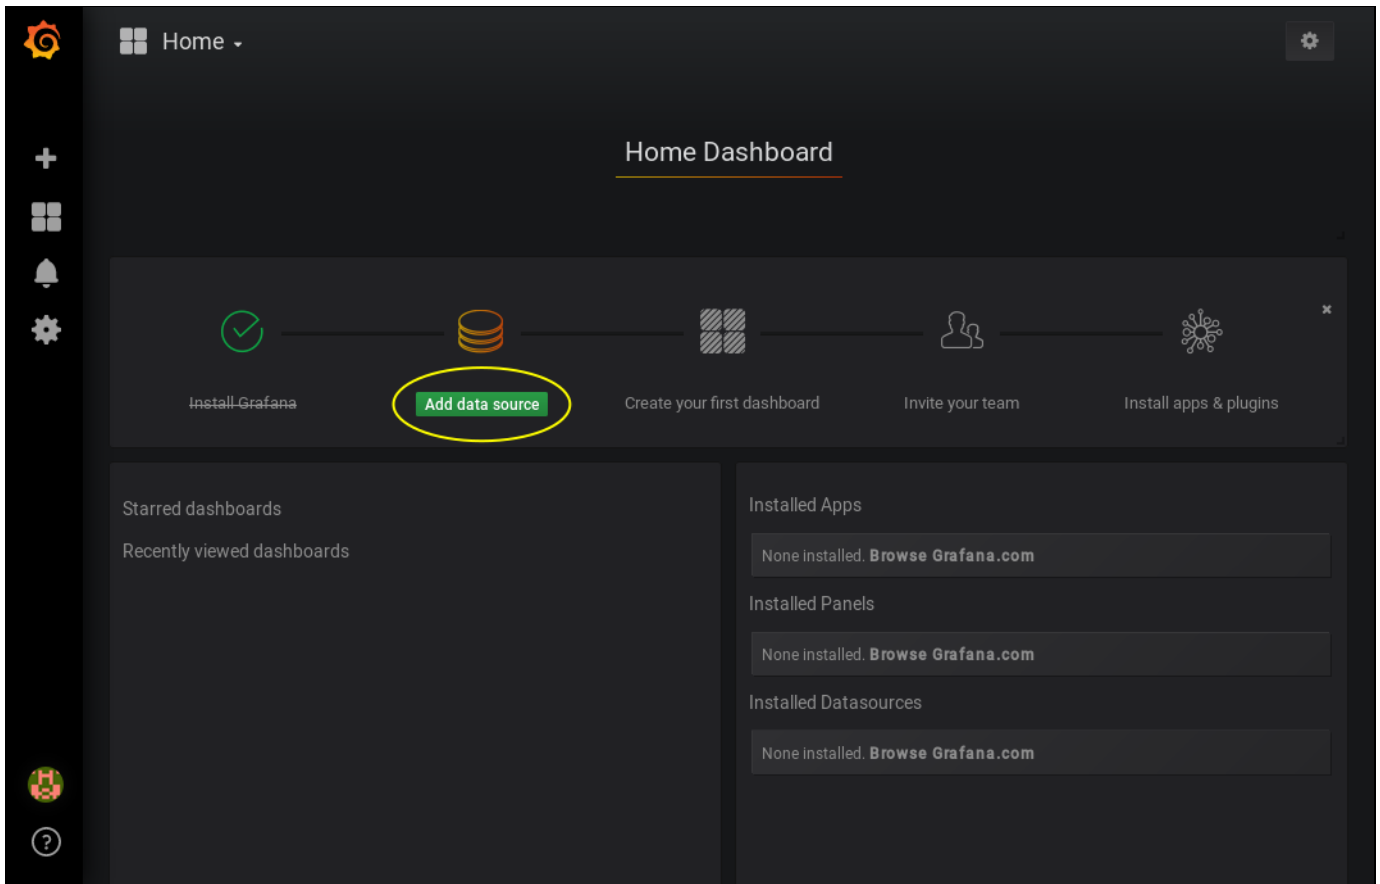 Home
Home Dashboard
Install Grafana
Add data source
Create your first dashboard
Invite your team
Install apps & plugins
Starred dashboards
Recently viewed dashboards
Installed Apps
None installed. Browse Grafana.com
Installed Panels
None installed. Browse Grafana.com
Installed Datasources
None installed. Browse Grafana.com